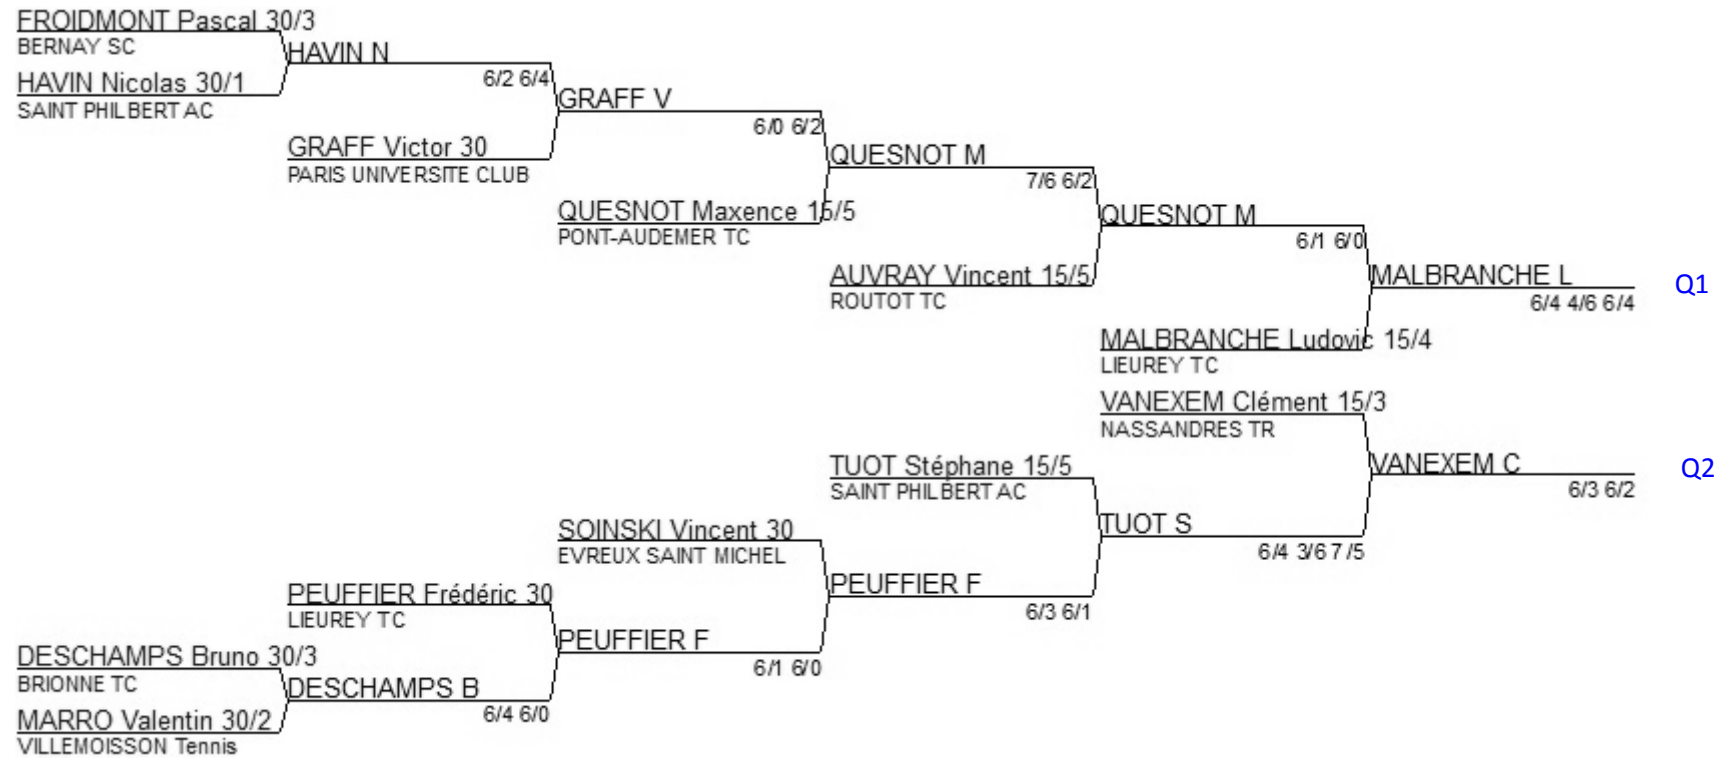 FROIDMONT Pascal 30/3
BERNAY SC
HAVIN N
6/2 6/4
HAVIN Nicolas 30/1
SAINT PHILBERT AC
GRAFF V
6/0 6/2
GRAFF Victor 30
PARIS UNIVERSITE CLUB
QUESNOT M
7/6 6/2
QUESNOT Maxence 15/5
PONT-AUDEMER TC
QUESNOT M
6/1 6/0
AUVRAY Vincent 15/5
ROUTOT TC
MALBRANCHE L
6/4 4/6 6/4
Q1
MALBRANCHE Ludovic 15/4
LIEUREY TC
VANEXEM Clément 15/3
NASSANDRES TR
TUOT Stéphane 15/5
SAINT PHILBERT AC
VANEXEM C
6/3 6/2
Q2
SOINSKI Vincent 30
EVREUX SAINT MICHEL
TUOT S
6/4 3/6 7/5
PEUFFIER Frédéric 30
LIEUREY TC
PEUFFIER F
6/3 6/1
PEUFFIER F
6/1 6/0
DESCHAMPS Bruno 30/3
BRIONNE TC
DESCHAMPS B
6/4 6/0
MARRO Valentin 30/2
VILLEMOISSON Tennis